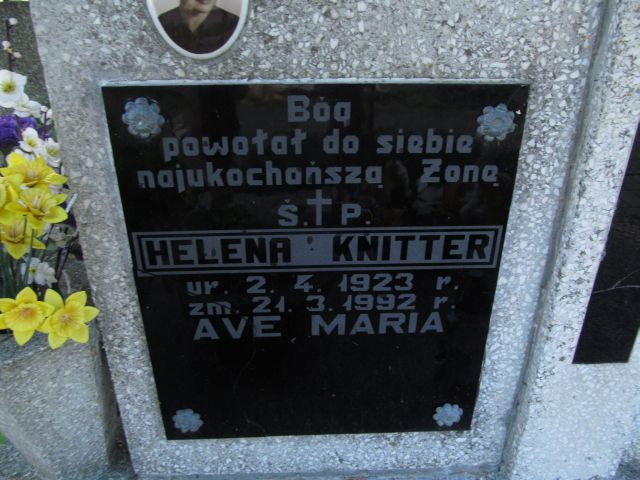 Bóg
powołał do siebie
najukochańszą Żonę
Ś.✝P.
HELENA KNITTER
ur. 2. 4. 1923 r.
zm. 21. 3. 1992 r.
AVE MARIA